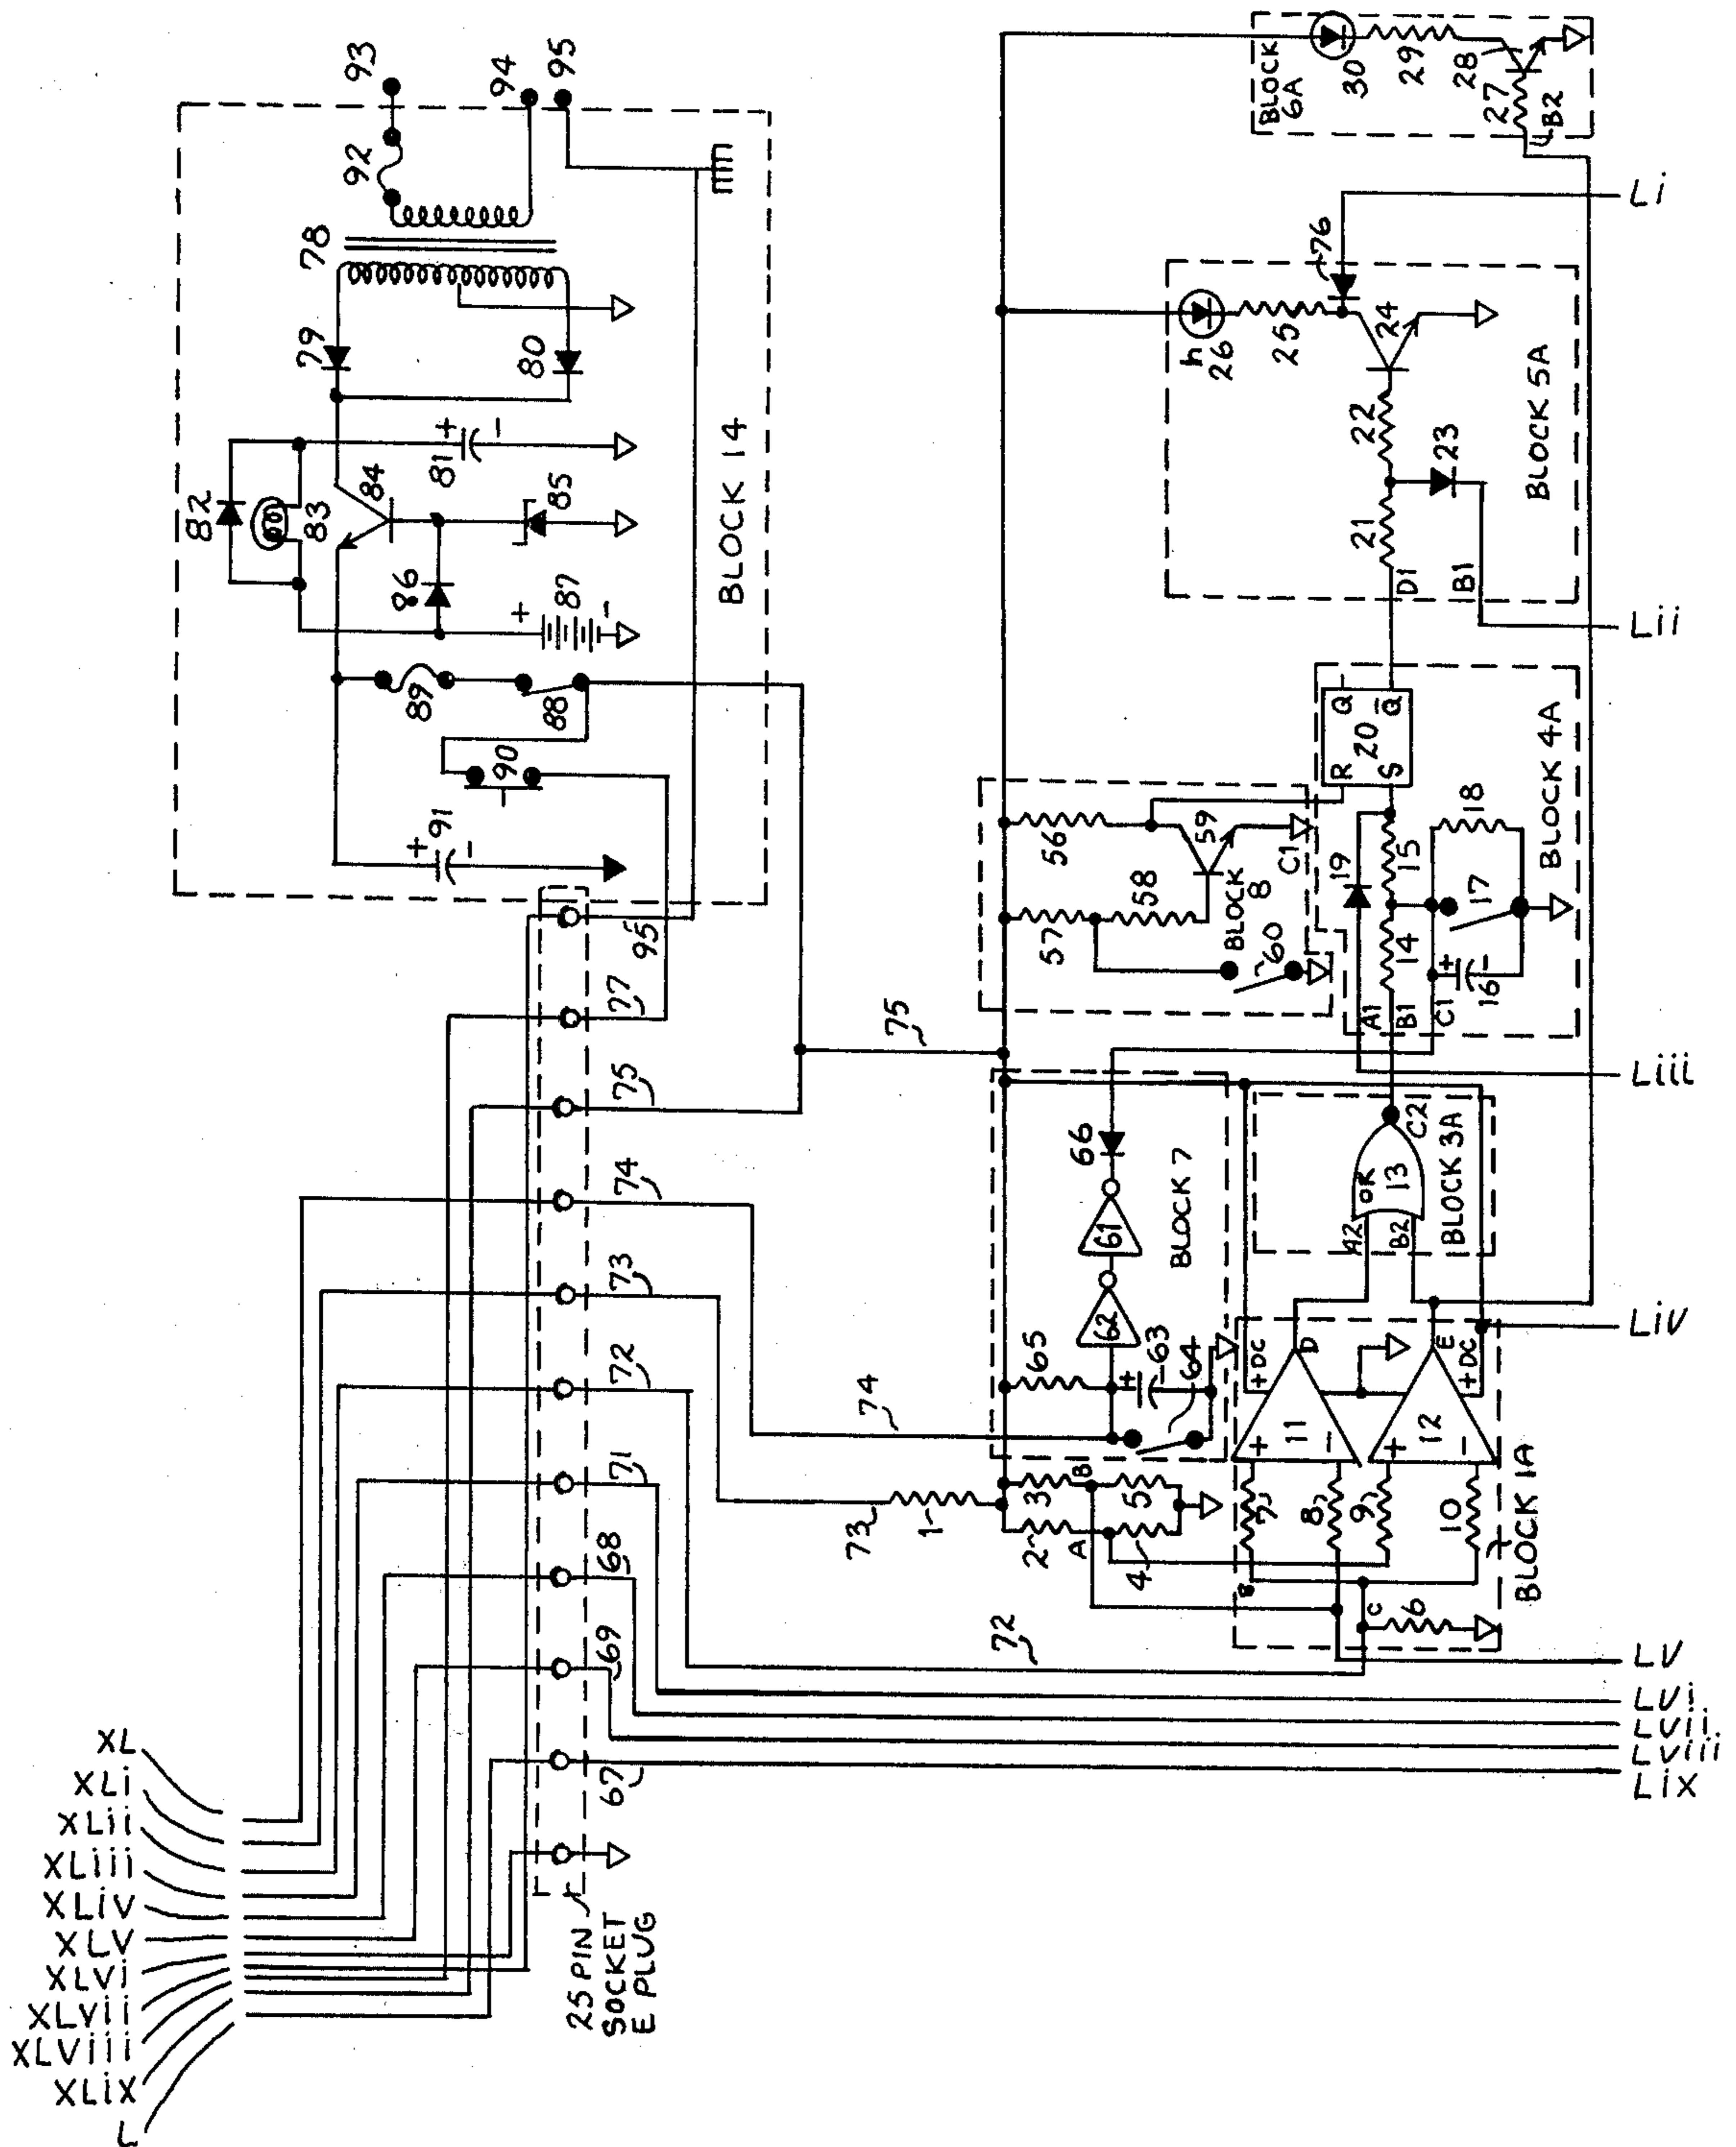 93
94
95
92
78
79
80
82
83
84
81
+
-
85
86
87
+
-
89
88
90
91
+
-
BLOCK 14
95
77
75
74
73
72
71
68
69
67
25 PIN
SOCKET
E PLUG
XL
XLi
XLii
XLiii
XLiV
XLV
XLVi
XLVii
XLViii
XLiX
L
BLOCK
6A
30
29
28
27
B2
Li
76
h
26
25
24
22
23
21
D1
B1
BLOCK 5A
Lii
Q
Q̄
20
R
S
18
15
17
19
14
+
-
16
A1
B1
C1
BLOCK 4A
56
59
57
58
BLOCK
8
60
C1
75
Liii
66
61
62
65
+
63
-
64
BLOCK 7
74
C2
OR
13
A2
B2
BLOCK 3A
LiV
+DC
D
E
+DC
11
+
-
12
+
-
7
8
9
10
BLOCK 1A
73
1
2
3
B
5
A
4
B
C
6
72
LV
LVi
LVii
LViii
LiX